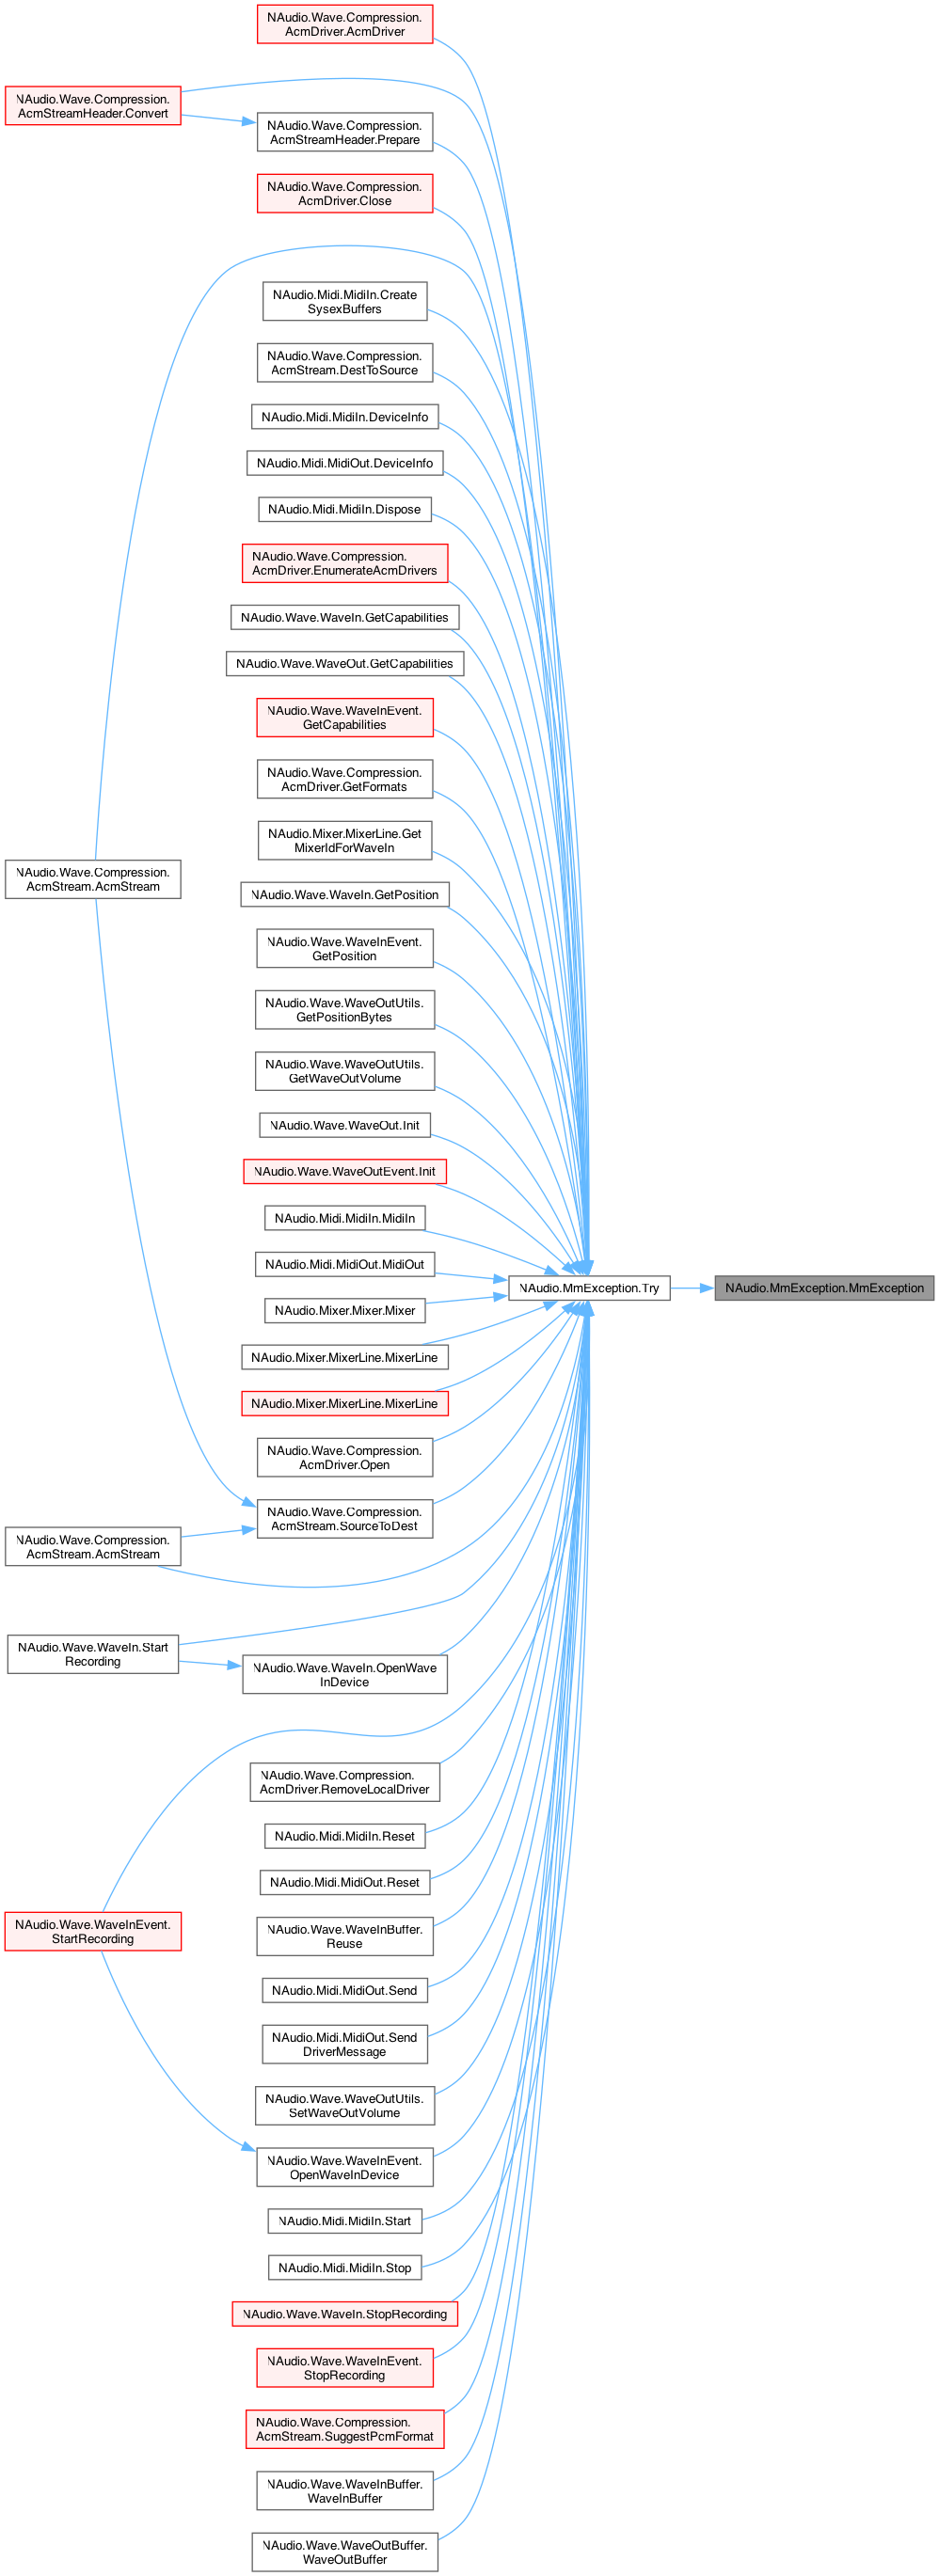 NAudio.Wave.Compression.
AcmDriver.AcmDriver
NAudio.Wave.Compression.
AcmStreamHeader.Convert
NAudio.Wave.Compression.
AcmStreamHeader.Prepare
NAudio.Wave.Compression.
AcmDriver.Close
NAudio.Midi.MidiIn.Create
SysexBuffers
NAudio.Wave.Compression.
AcmStream.DestToSource
NAudio.Midi.MidiIn.DeviceInfo
NAudio.Midi.MidiOut.DeviceInfo
NAudio.Midi.MidiIn.Dispose
NAudio.Wave.Compression.
AcmDriver.EnumerateAcmDrivers
NAudio.Wave.WaveIn.GetCapabilities
NAudio.Wave.WaveOut.GetCapabilities
NAudio.Wave.WaveInEvent.
GetCapabilities
NAudio.Wave.Compression.
AcmDriver.GetFormats
NAudio.Mixer.MixerLine.Get
MixerIdForWaveIn
NAudio.Wave.Compression.
AcmStream.AcmStream
NAudio.Wave.WaveIn.GetPosition
NAudio.Wave.WaveInEvent.
GetPosition
NAudio.Wave.WaveOutUtils.
GetPositionBytes
NAudio.Wave.WaveOutUtils.
GetWaveOutVolume
NAudio.Wave.WaveOut.Init
NAudio.Wave.WaveOutEvent.Init
NAudio.Midi.MidiIn.MidiIn
NAudio.Midi.MidiOut.MidiOut
NAudio.MmException.Try
NAudio.MmException.MmException
NAudio.Mixer.Mixer.Mixer
NAudio.Mixer.MixerLine.MixerLine
NAudio.Mixer.MixerLine.MixerLine
NAudio.Wave.Compression.
AcmDriver.Open
NAudio.Wave.Compression.
AcmStream.SourceToDest
NAudio.Wave.Compression.
AcmStream.AcmStream
NAudio.Wave.WaveIn.Start
Recording
NAudio.Wave.WaveIn.OpenWave
InDevice
NAudio.Wave.Compression.
AcmDriver.RemoveLocalDriver
NAudio.Midi.MidiIn.Reset
NAudio.Midi.MidiOut.Reset
NAudio.Wave.WaveInEvent.
StartRecording
NAudio.Wave.WaveInBuffer.
Reuse
NAudio.Midi.MidiOut.Send
NAudio.Midi.MidiOut.Send
DriverMessage
NAudio.Wave.WaveOutUtils.
SetWaveOutVolume
NAudio.Wave.WaveInEvent.
OpenWaveInDevice
NAudio.Midi.MidiIn.Start
NAudio.Midi.MidiIn.Stop
NAudio.Wave.WaveIn.StopRecording
NAudio.Wave.WaveInEvent.
StopRecording
NAudio.Wave.Compression.
AcmStream.SuggestPcmFormat
NAudio.Wave.WaveInBuffer.
WaveInBuffer
NAudio.Wave.WaveOutBuffer.
WaveOutBuffer